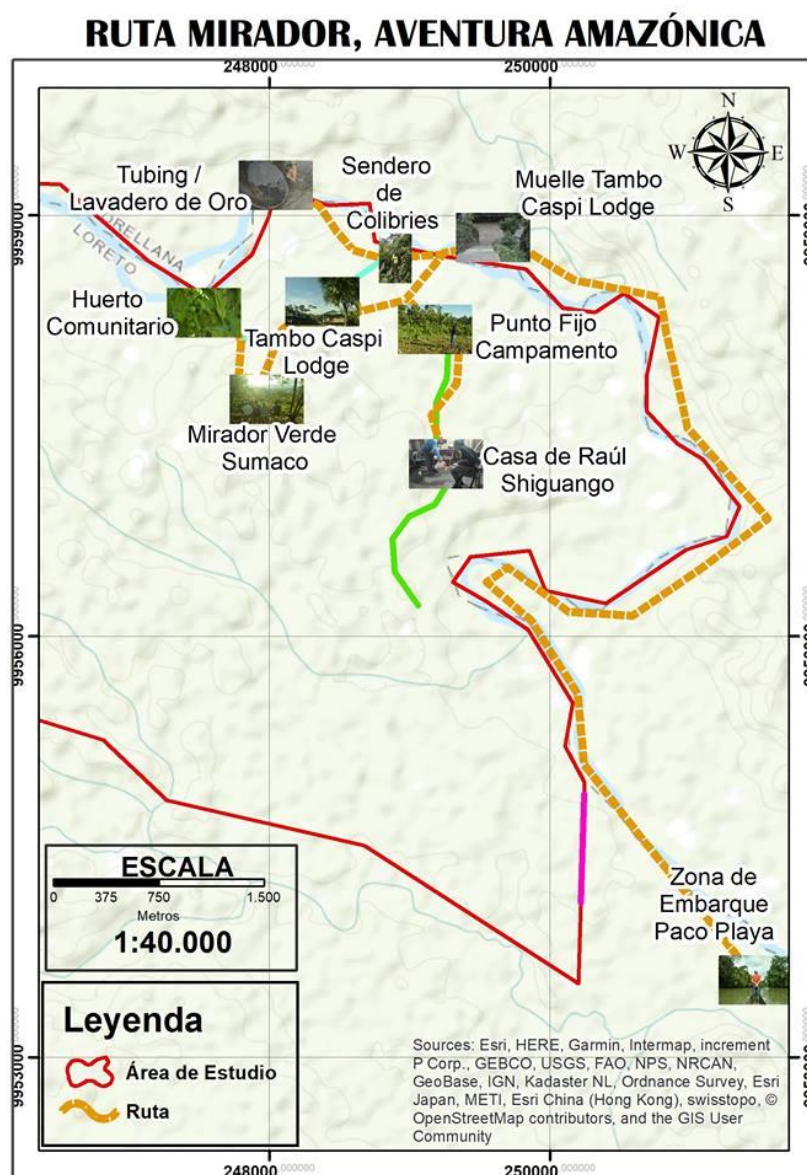 RUTA MIRADOR, AVENTURA AMAZÓNICA
248000 000000
250000 000000
N
W E
S
Tubing /
Lavadero de Oro
Sendero
de
Colibries
Muelle Tambo
Caspi Lodge
ORELLANA
LORETO
Huerto
Comunitario
Tambo Caspi
Lodge
Punto Fijo
Campamento
Mirador Verde
Sumaco
Casa de Raúl
Shiguango
9956000
ESCALA
0 375 750 1.500
Metros
1:40.000
Zona de
Embarque
Paco Playa
Leyenda
Área de Estudio
Ruta
9953000
Sources: Esri, HERE, Garmin, Intermap, increment
P Corp., GEBCO, USGS, FAO, NPS, NRCAN,
GeoBase, IGN, Kadaster NL, Ordnance Survey, Esri
Japan, METI, Esri China (Hong Kong), swisstopo, ©
OpenStreetMap contributors, and the GIS User
Community
248000 000000
250000 000000